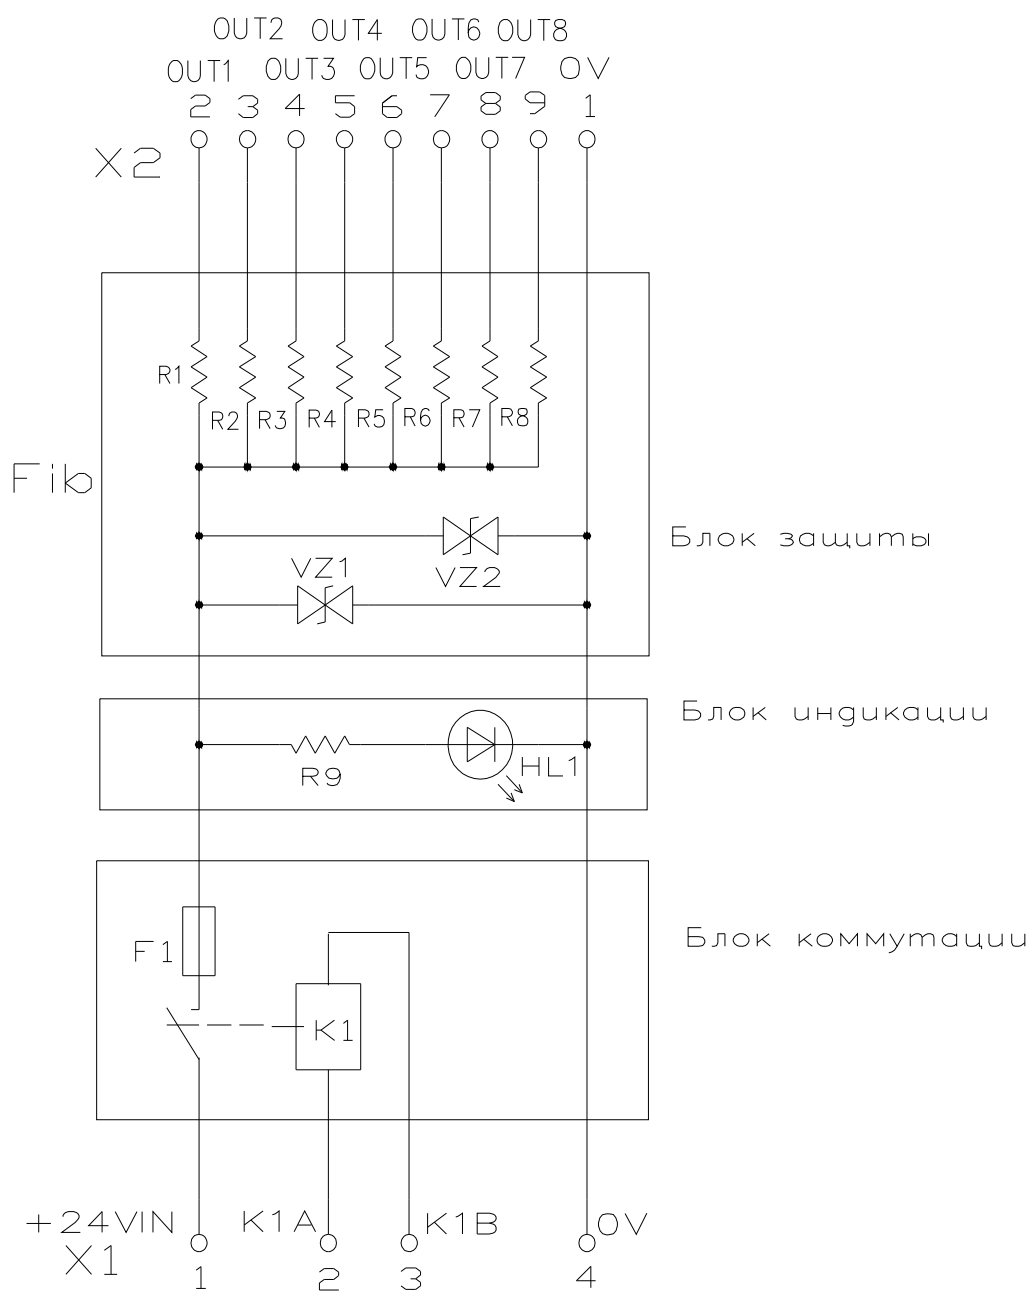 OUT2 OUT4 OUT6 OUT8
OUT1 OUT3 OUT5 OUT7 0V
2 3 4 5 6 7 8 9 1
X2
R1
R2 R3 R4 R5 R6 R7 R8
Fib
Блок защиты
VZ1
VZ2
Блок индикации
R9
HL1
Блок коммутации
F1
K1
+24VIN K1A K1B 0V
X1
1 2 3 4